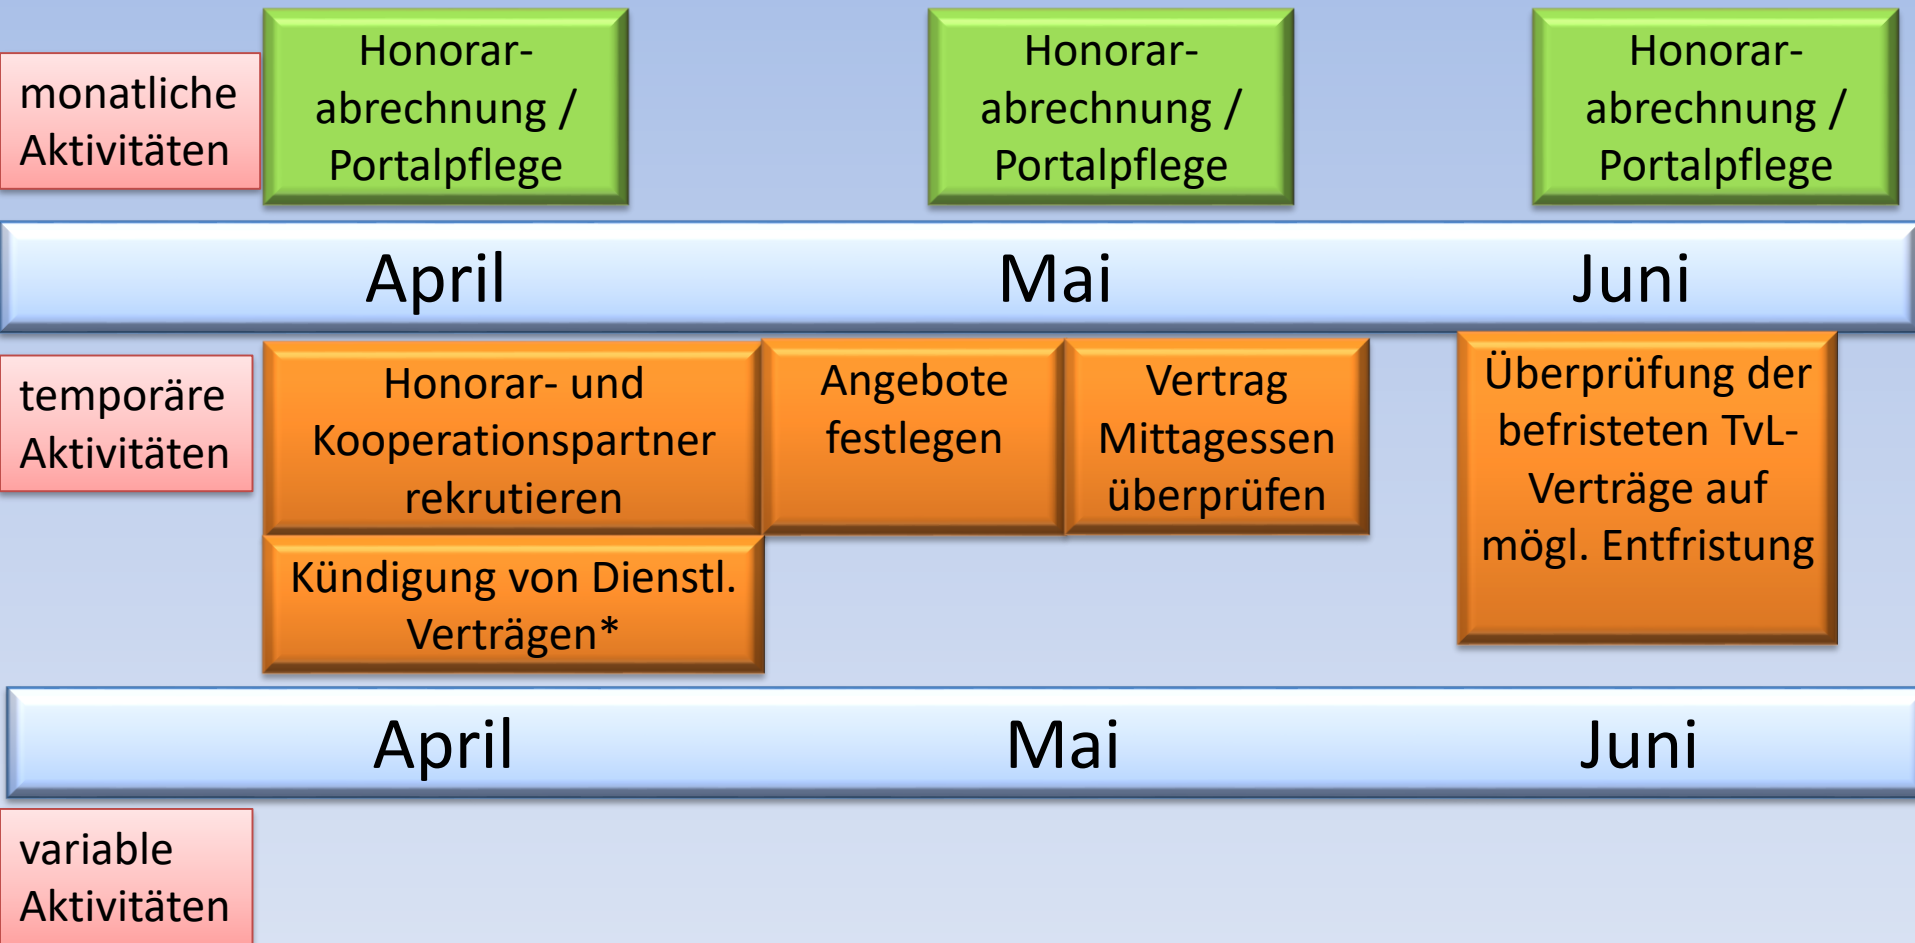 monatliche
Aktivitäten
Honorar-
abrechnung /
Portalpflege
Honorar-
abrechnung /
Portalpflege
Honorar-
abrechnung /
Portalpflege
April Mai Juni
temporäre
Aktivitäten
Honorar- und
Kooperationspartner
rekrutieren
Angebote
festlegen
Vertrag
Mittagessen
überprüfen
Überprüfung der
befristeten TvL-
Verträge auf
mögl. Entfristung
Kündigung von Dienstl.
Verträgen*
April Mai Juni
variable
Aktivitäten